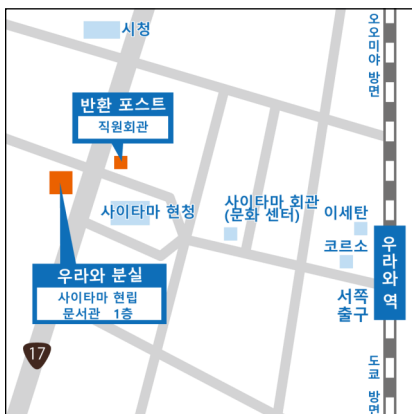 시청
오오미야 방면
반환 포스트
직원회관
사이타마 현청
사이타마 회관
(문화 센터)
이세탄
코르소
우라와 역
서쪽
출구
우라와 분실
사이타마 현립
문서관 1층
17
도쿄 방면